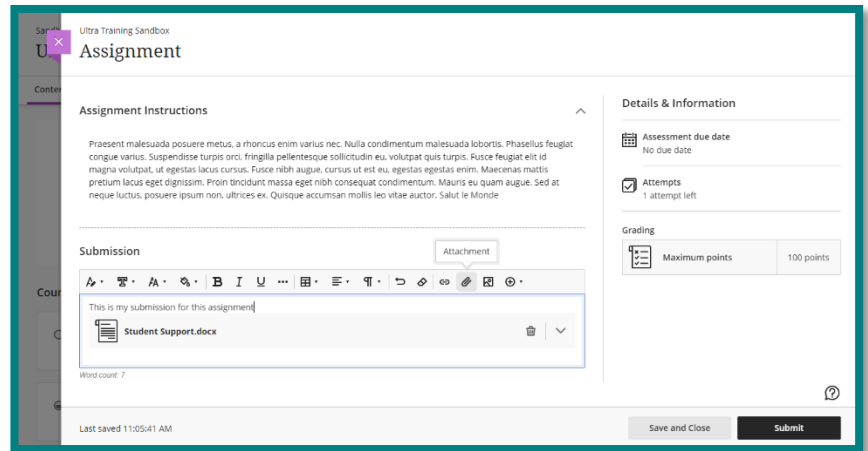 Ultra Training Sandbox
Assignment
Assignment Instructions
Praesent malesuada posuere metus, a rhoncus enim varius nec. Nulla condimentum malesuada lobortis. Phasellus feugiat
congue varius. Suspendisse turpis orci, fringilla pellentesque sollicitudin eu, volutpat quis turpis. Fusce feugiat elit id
magna volutpat, ut egestas lacus cursus. Fusce nibh augue, cursus ut est eu, egestas egestas enim. Maecenas mattis
pretium lacus eget dignissim. Proin tincidunt massa eget nibh consequat condimentum. Mauris eu quam augue. Sed at
neque luctus, posuere ipsum non, ultrices ex. Quisque accumsan mollis leo vitae auctor. Salut le Monde
Submission
Attachment
This is my submission for this assignment
Student Support.docx
Word count: 7
Last saved 11:05:41 AM
Details & Information
Assessment due date
No due date
Attempts
1 attempt left
Grading
Maximum points
100 points
Save and Close
Submit